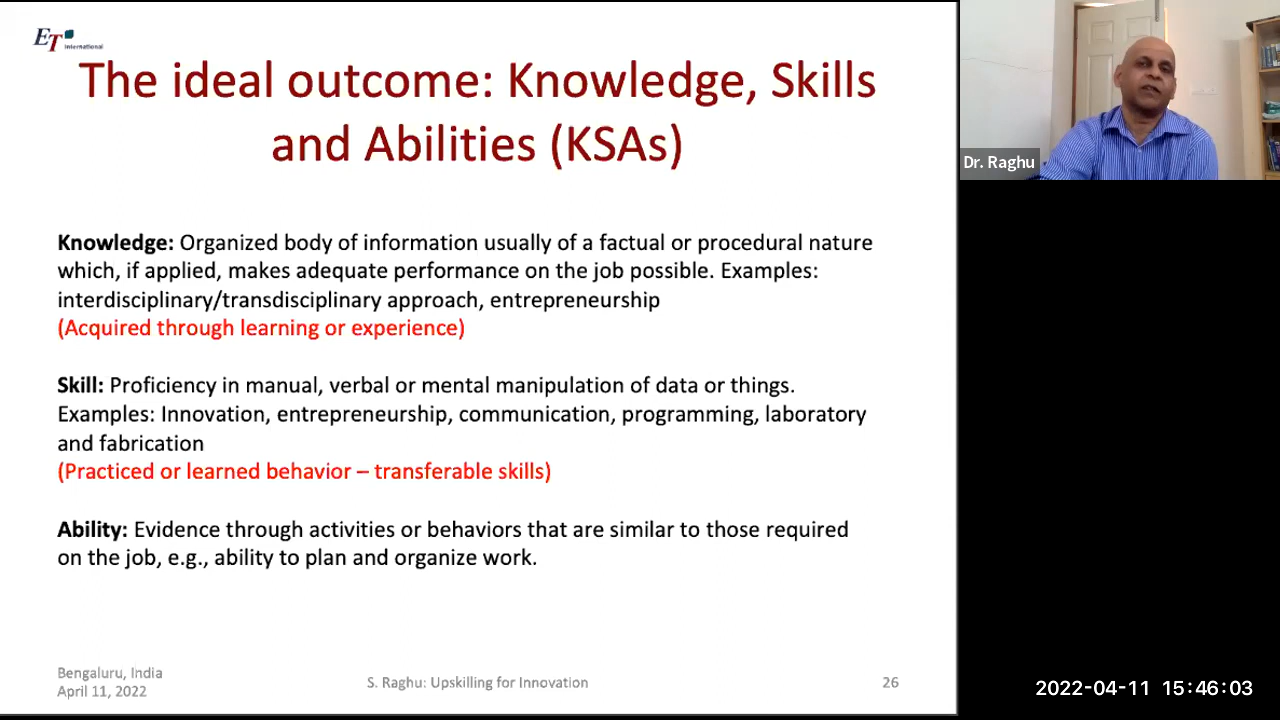 ET International
The ideal outcome: Knowledge, Skills
and Abilities (KSAs)
Dr. Raghu
Knowledge: Organized body of information usually of a factual or procedural nature
which, if applied, makes adequate performance on the job possible. Examples:
interdisciplinary/transdisciplinary approach, entrepreneurship
(Acquired through learning or experience)
Skill: Proficiency in manual, verbal or mental manipulation of data or things.
Examples: Innovation, entrepreneurship, communication, programming, laboratory
and fabrication
(Practiced or learned behavior – transferable skills)
Ability: Evidence through activities or behaviors that are similar to those required
on the job, e.g., ability to plan and organize work.
Bengaluru, India
April 11, 2022
S. Raghu: Upskilling for Innovation
26
2022-04-11 15:46:03